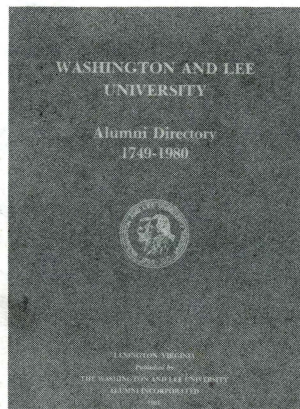 WASHINGTON AND LEE
UNIVERSITY
Alumni Directory
1749-1980
LEXINGTON, VIRGINIA
Published by
THE WASHINGTON AND LEE UNIVERSITY
ALUMNI INCORPORATED